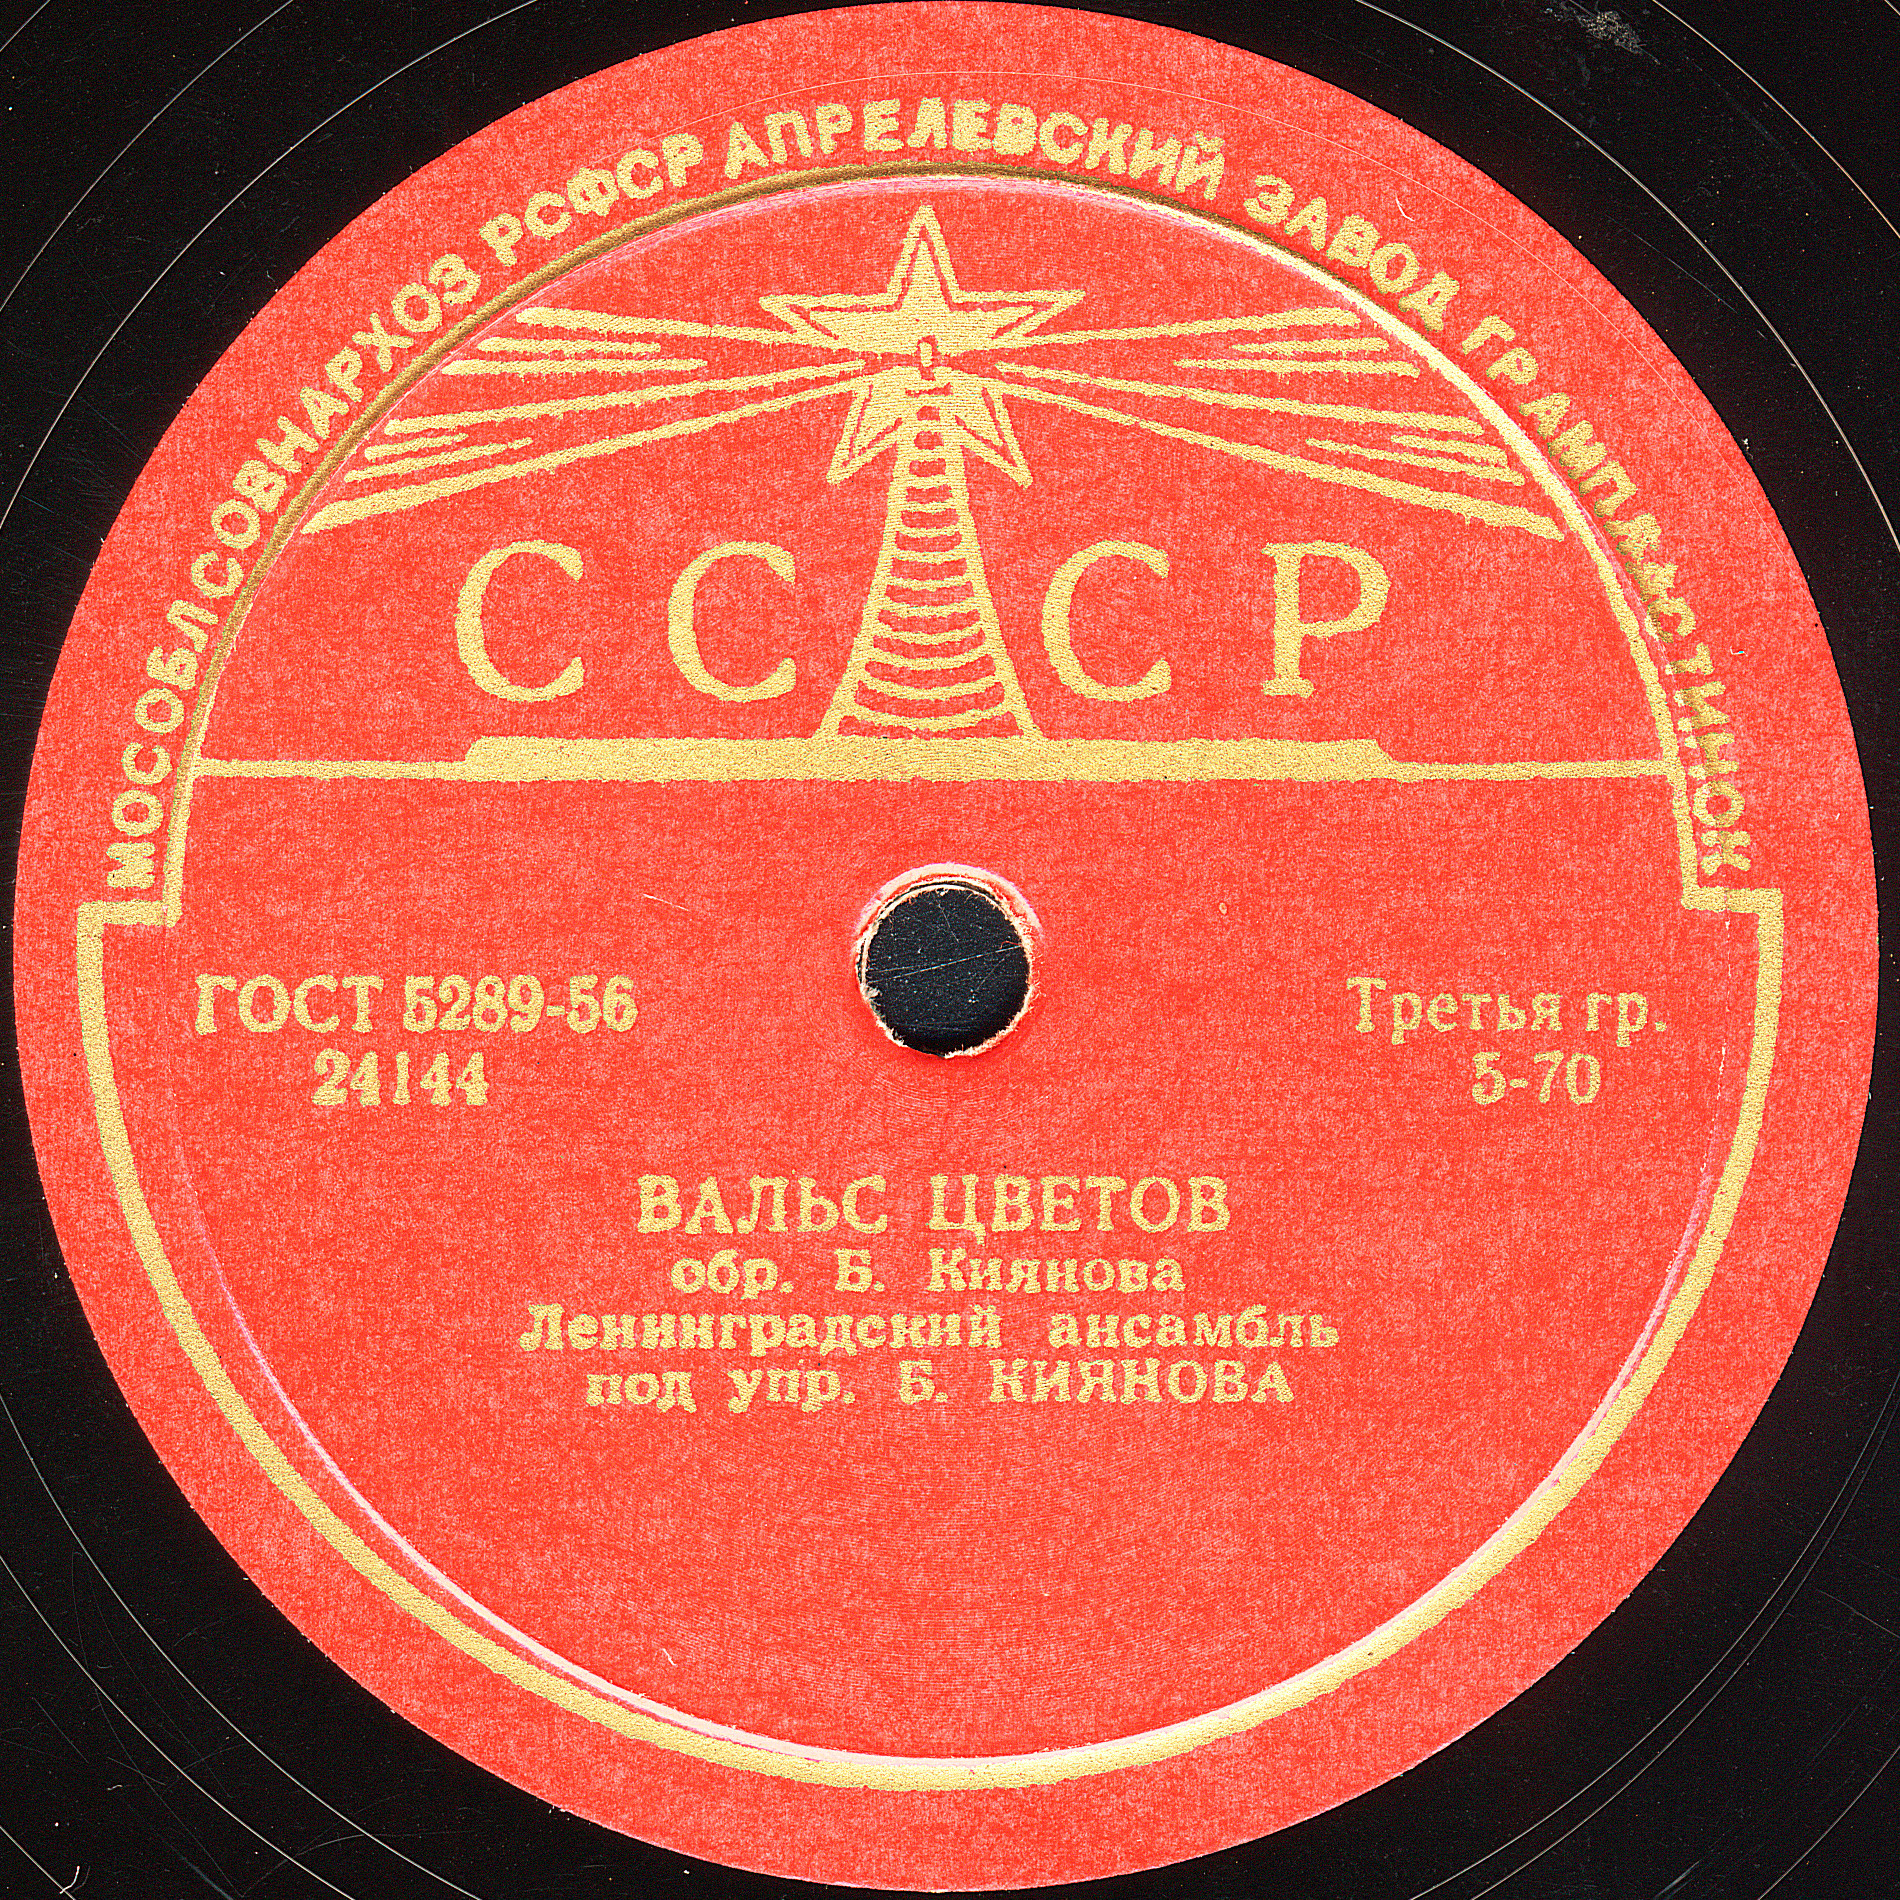 МОСОБЛСОВНАРХОЗ РСФСР АПРЕЛЕВСКИЙ ЗАВОД ГРАМПЛАСТИНОК
СССР
ГОСТ 5289-56
24144
Третья гр.
5-70
ВАЛЬС ЦВЕТОВ
обр. Б. Киянова
Ленинградский ансамбль
под упр. Б. КИЯНОВА